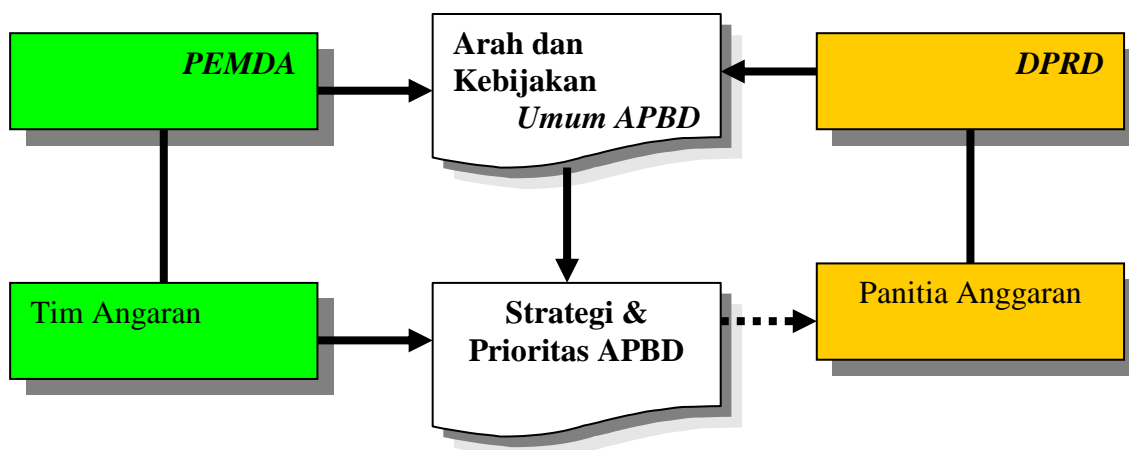 PEMDA
Arah dan
Kebijakan
Umum APBD
DPRD
Tim Angaran
Strategi &
Prioritas APBD
Panitia Anggaran